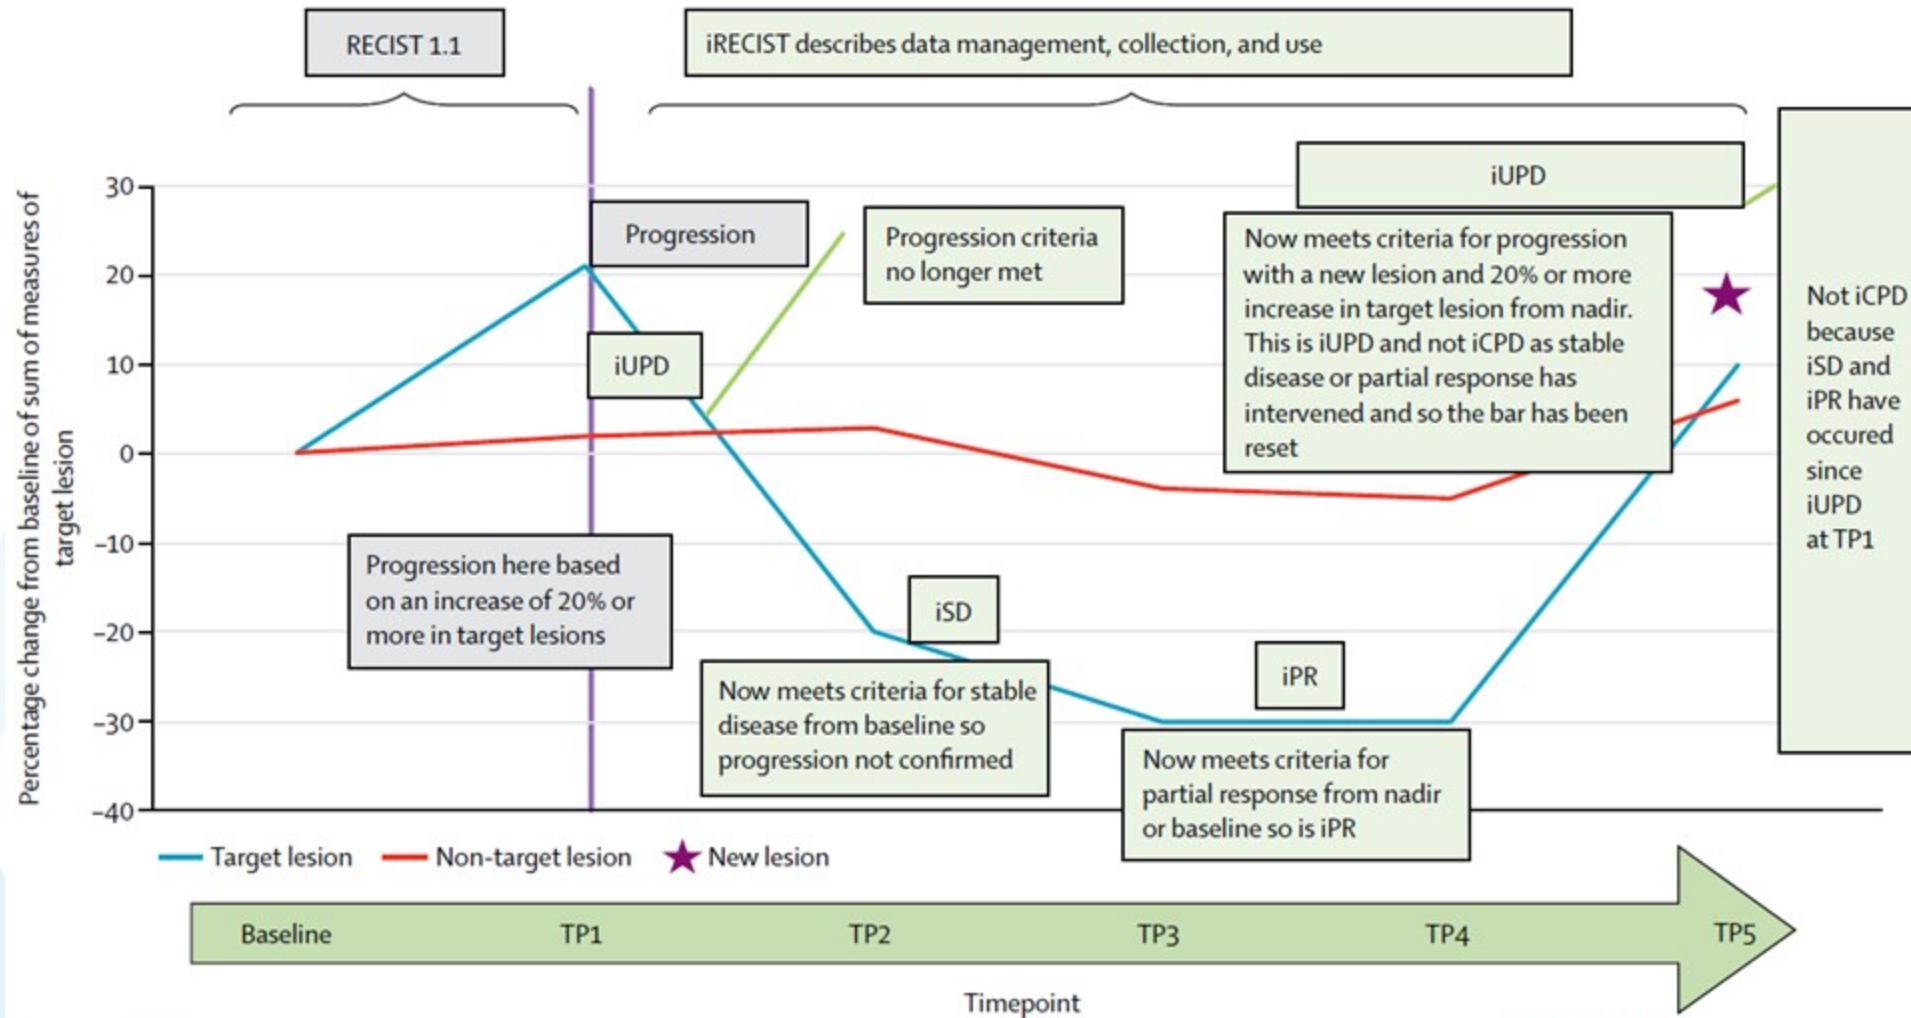 RECIST 1.1
iRECIST describes data management, collection, and use
Percentage change from baseline of sum of measures of
target lesion
30
20
10
0
–10
–20
–30
–40
Progression
iUPD
Progression criteria
no longer met
iUPD
Now meets criteria for progression
with a new lesion and 20% or more
increase in target lesion from nadir.
This is iUPD and not iCPD as stable
disease or partial response has
intervened and so the bar has been
reset
Not iCPD
because
iSD and
iPR have
occured
since
iUPD
at TP1
Progression here based
on an increase of 20% or
more in target lesions
iSD
Now meets criteria for stable
disease from baseline so
progression not confirmed
iPR
Now meets criteria for
partial response from nadir
or baseline so is iPR
Target lesion
Non-target lesion
New lesion
Baseline
TP1
TP2
TP3
TP4
TP5
Timepoint